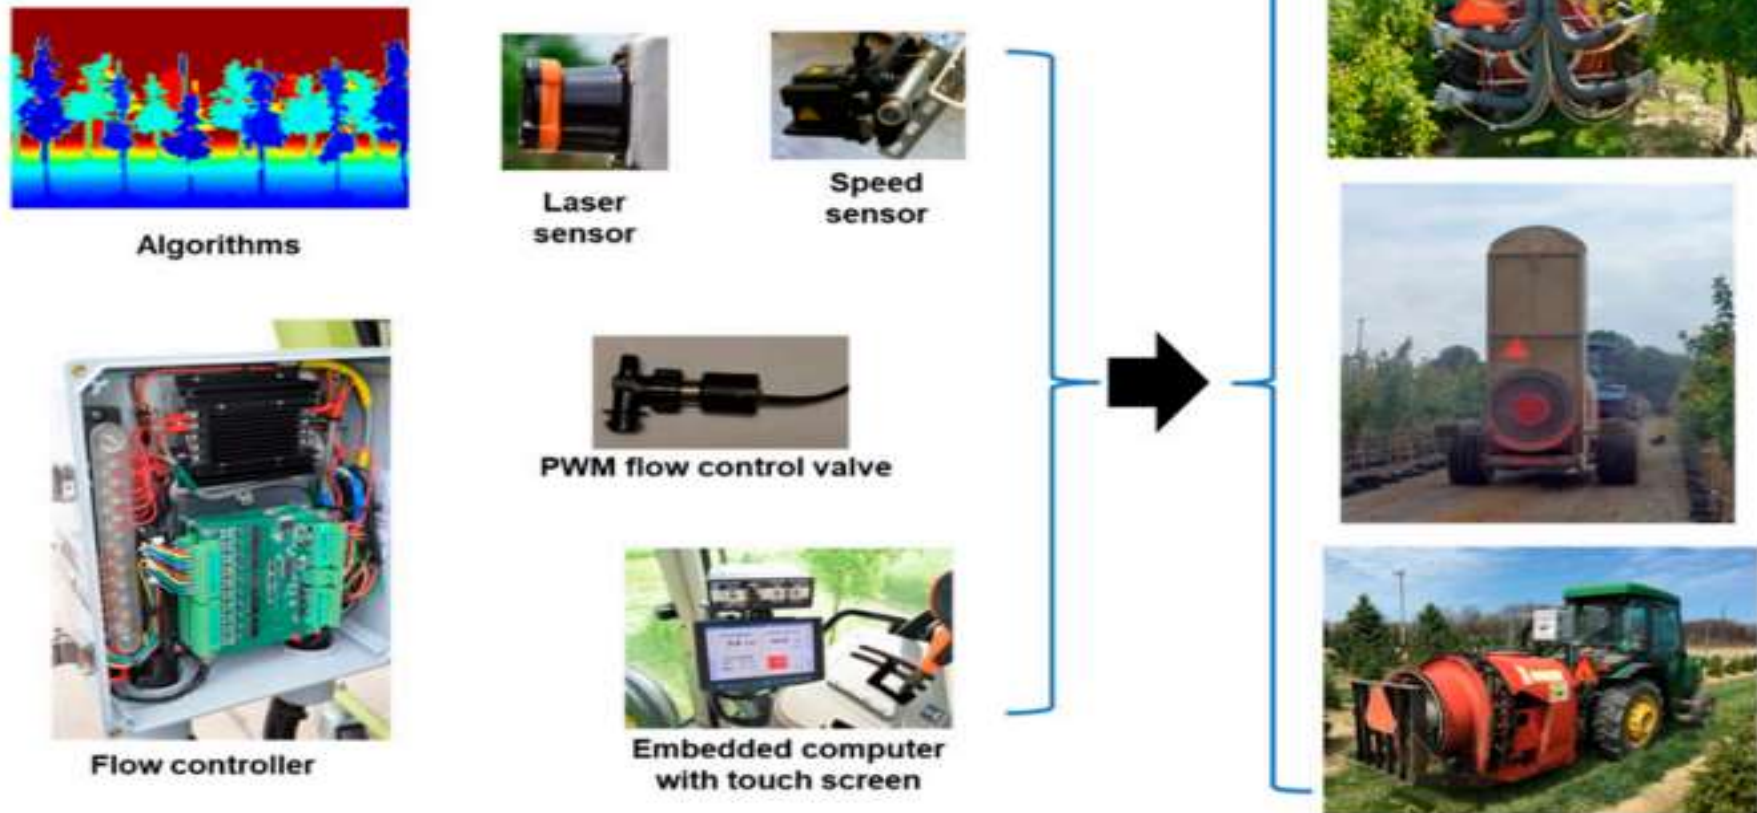 Algorithms
Laser
sensor
Speed
sensor
PWM flow control valve
Flow controller
Embedded computer
with touch screen